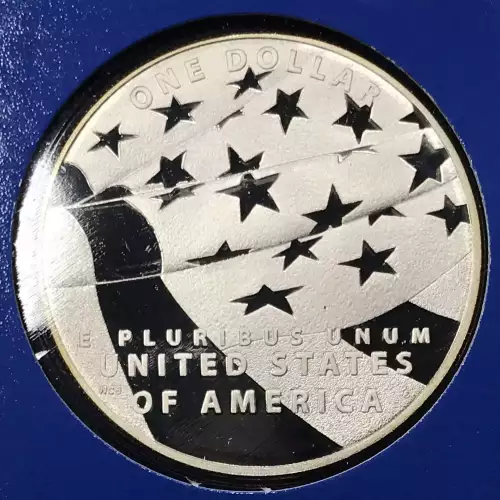 ONE DOLLAR
E PLURIBUS UNUM
UNITED STATES
OF AMERICA